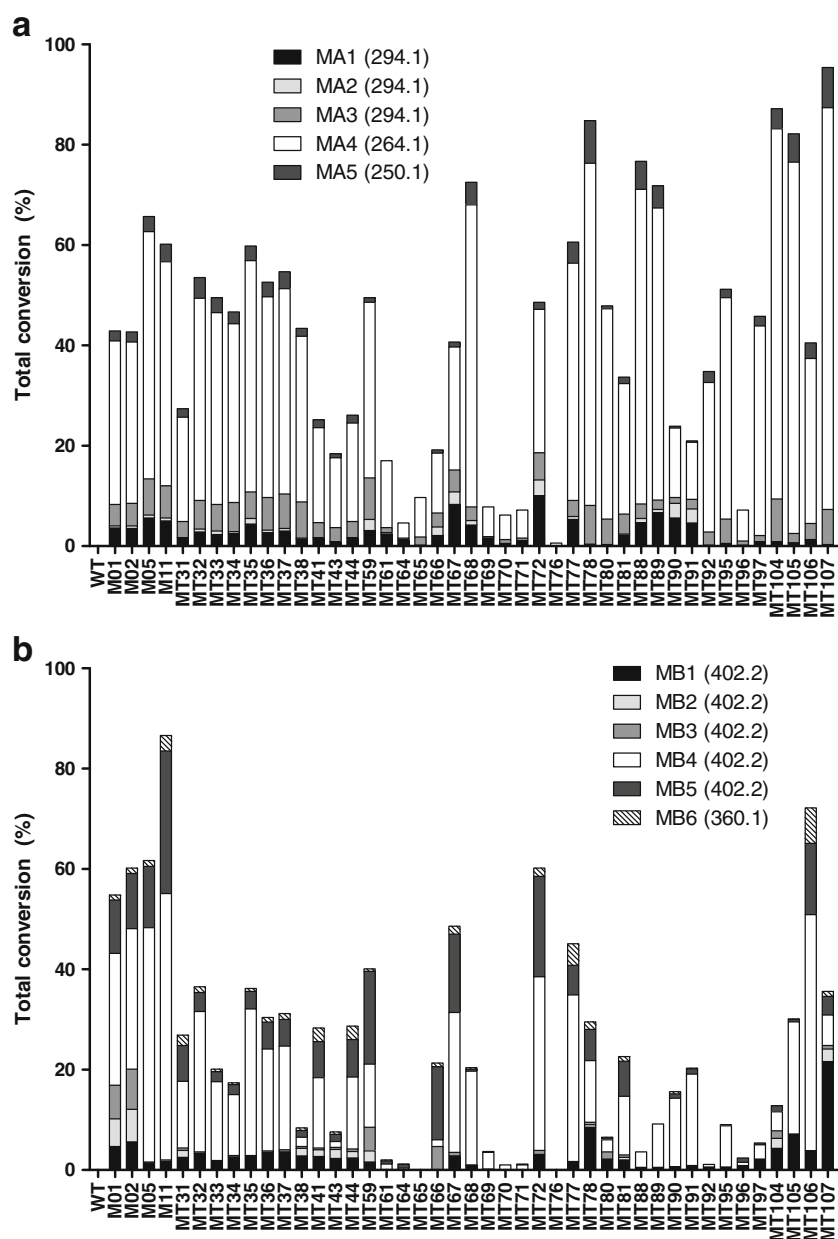 a
100
80
60
40
20
0
Total conversion (%)
MA1 (294.1)
MA2 (294.1)
MA3 (294.1)
MA4 (264.1)
MA5 (250.1)
WT
M01
M02
M05
M11
MT31
MT32
MT33
MT34
MT35
MT36
MT37
MT38
MT41
MT43
MT44
MT59
MT61
MT64
MT65
MT66
MT67
MT68
MT69
MT70
MT71
MT72
MT76
MT77
MT78
MT80
MT81
MT88
MT89
MT90
MT91
MT92
MT95
MT96
MT97
MT104
MT105
MT106
MT107
b
100
80
60
40
20
0
Total conversion (%)
MB1 (402.2)
MB2 (402.2)
MB3 (402.2)
MB4 (402.2)
MB5 (402.2)
MB6 (360.1)
WT
M01
M02
M05
M11
MT31
MT32
MT33
MT34
MT35
MT36
MT37
MT38
MT41
MT43
MT44
MT59
MT61
MT64
MT65
MT66
MT67
MT68
MT69
MT70
MT71
MT72
MT76
MT77
MT78
MT80
MT81
MT88
MT89
MT90
MT91
MT92
MT95
MT96
MT97
MT104
MT105
MT106
MT107